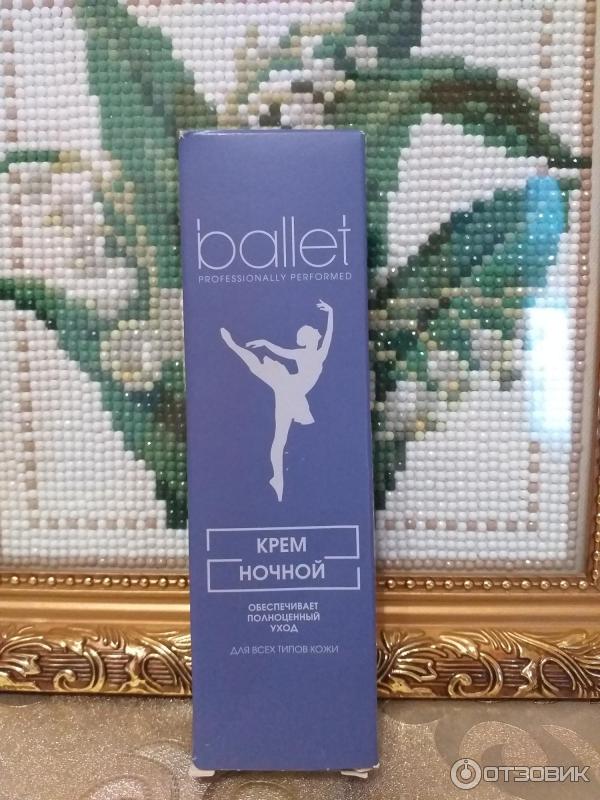 ballet
PROFESSIONALLY PERFORMED
КРЕМ
НОЧНОЙ
ОБЕСПЕЧИВАЕТ
ПОЛНОЦЕННЫЙ
УХОД
ДЛЯ ВСЕХ ТИПОВ КОЖИ
ОТЗОВИК